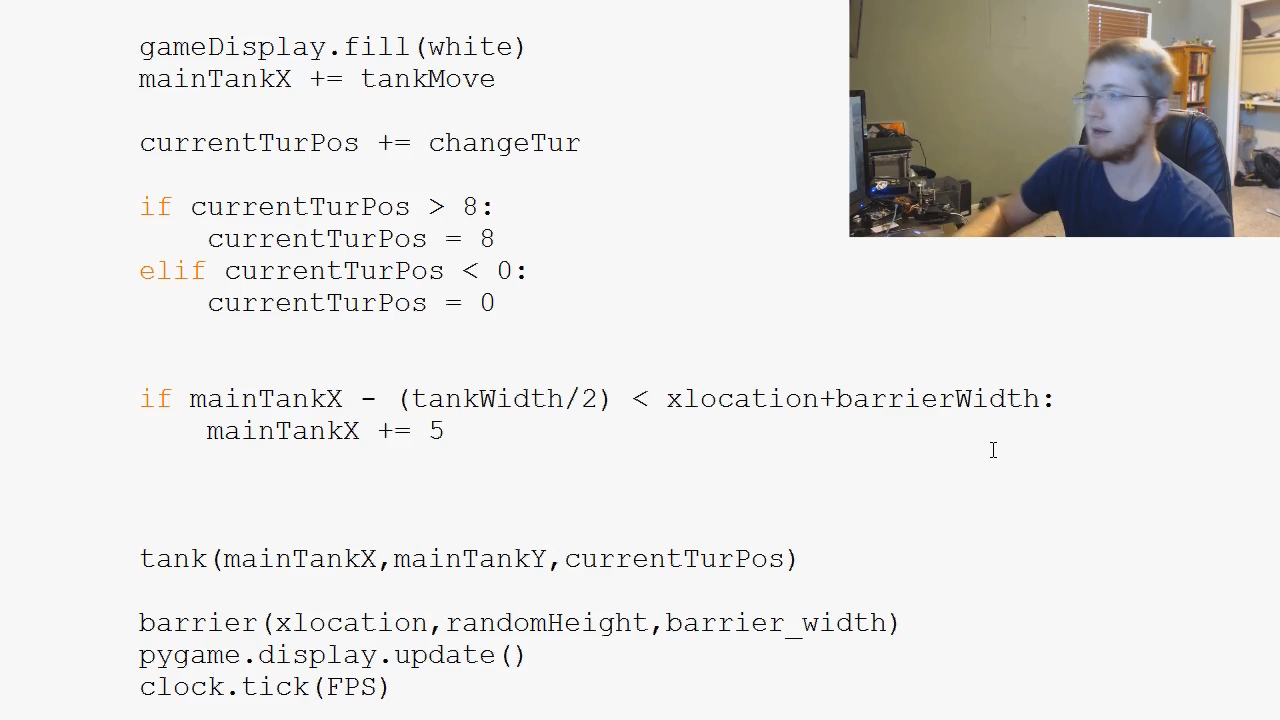 gameDisplay.fill(white)
mainTankX += tankMove
currentTurPos += changeTur
if currentTurPos > 8:
currentTurPos = 8
elif currentTurPos < 0:
currentTurPos = 0
if mainTankX - (tankWidth/2) < xlocation+barrierWidth:
mainTankX += 5
tank(mainTankX,mainTankY,currentTurPos)
barrier(xlocation,randomHeight,barrier_width)
pygame.display.update()
clock.tick(FPS)